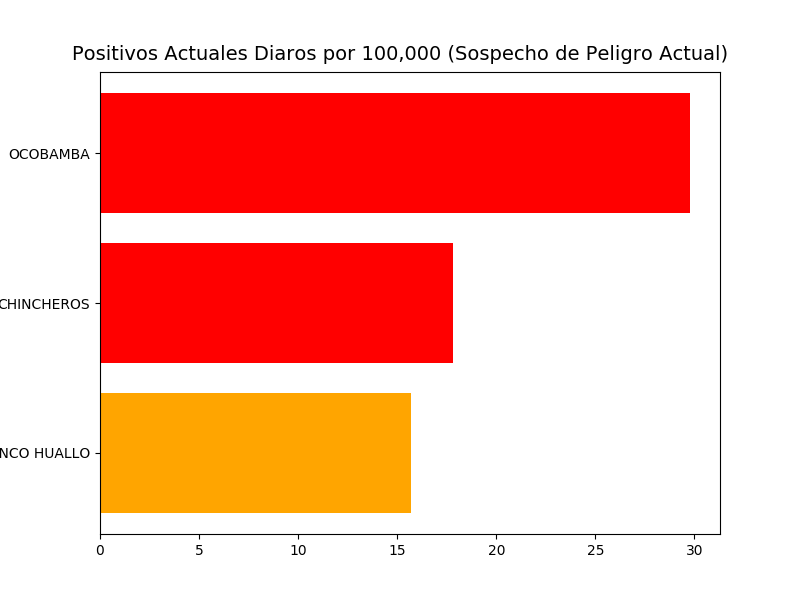 Positivos Actuales Diaros por 100,000 (Sospecho de Peligro Actual)
OCOBAMBA
CHINCHEROS
NCO HUALLO
0 5 10 15 20 25 30